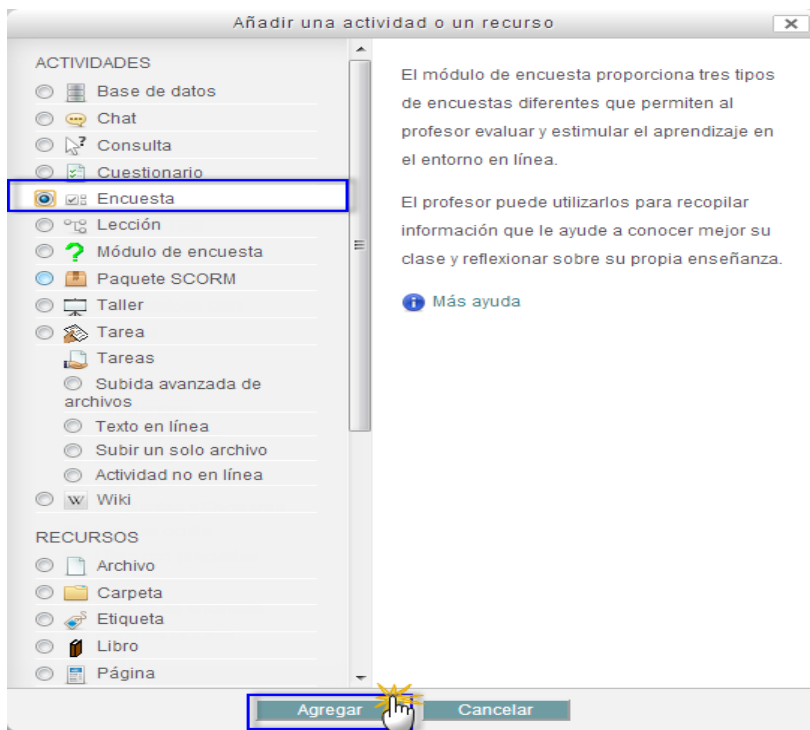 Añadir una actividad o un recurso
ACTIVIDADES
Base de datos
Chat
Consulta
Cuestionario
Encuesta
Lección
Módulo de encuesta
Paquete SCORM
Taller
Tarea
Tareas
Subida avanzada de
archivos
Texto en línea
Subir un solo archivo
Actividad no en línea
W Wiki
RECURSOS
Archivo
Carpeta
Etiqueta
Libro
Página
El módulo de encuesta proporciona tres tipos
de encuestas diferentes que permiten al
profesor evaluar y estimular el aprendizaje en
el entorno en línea.
El profesor puede utilizarlos para recopilar
información que le ayude a conocer mejor su
clase y reflexionar sobre su propia enseñanza.
Más ayuda
Agregar
Cancelar